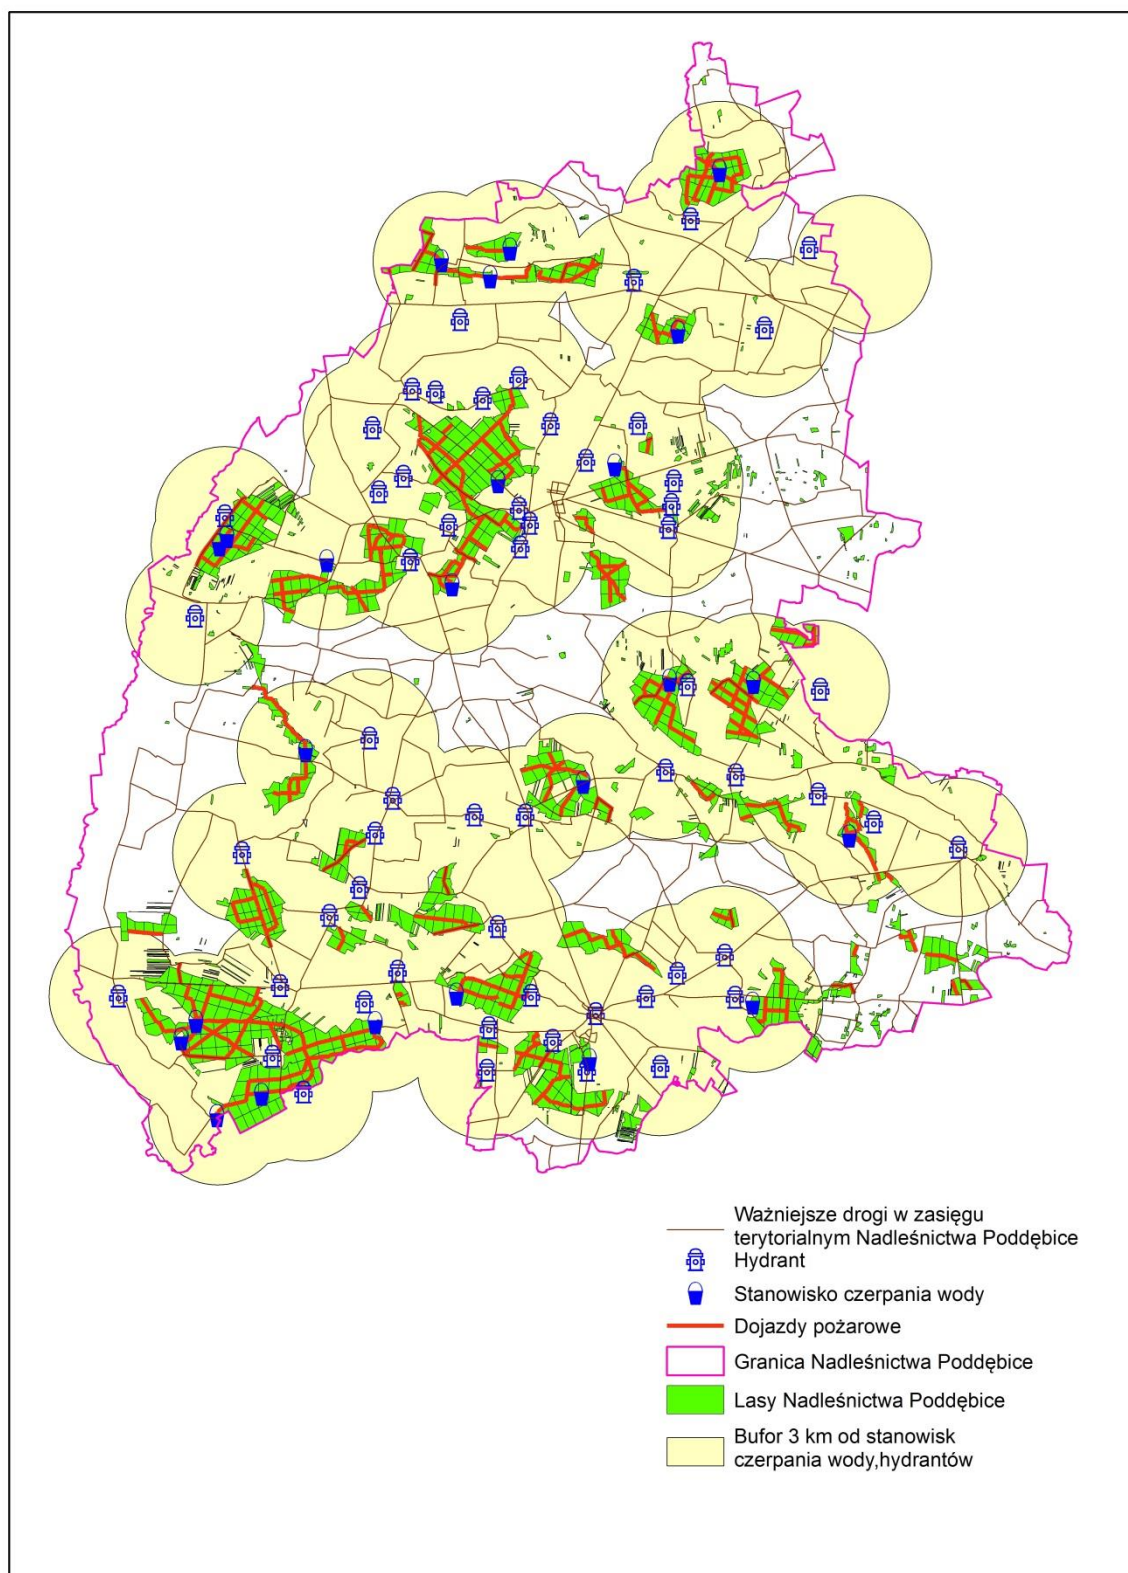 Ważniejsze drogi w zasięgu
terytorialnym Nadleśnictwa Poddębice
Hydrant
Stanowisko czerpania wody
Dojazdy pożarowe
Granica Nadleśnictwa Poddębice
Lasy Nadleśnictwa Poddębice
Bufor 3 km od stanowisk
czerpania wody,hydrantów